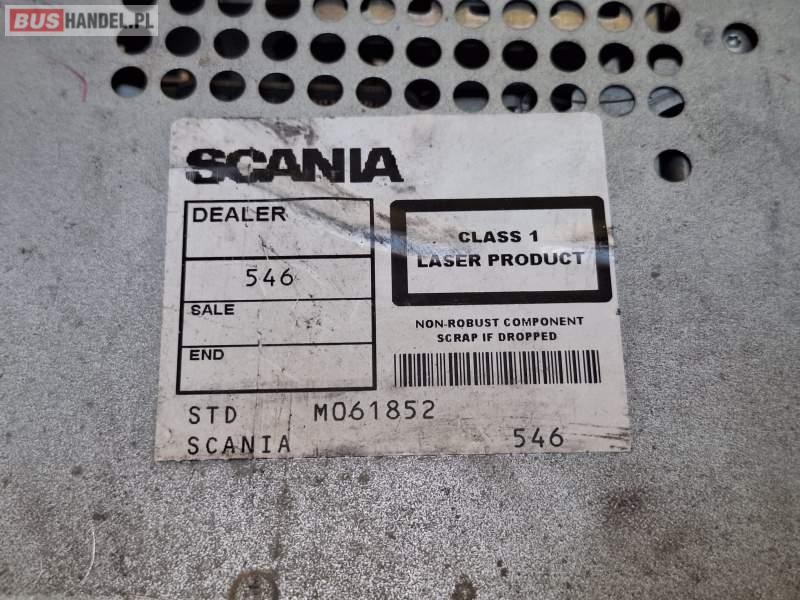 BUSHANDEL.PL
SCANIA
DEALER
546
SALE
END
CLASS 1
LASER PRODUCT
NON-ROBUST COMPONENT
SCRAP IF DROPPED
STD M061852
SCANIA 546